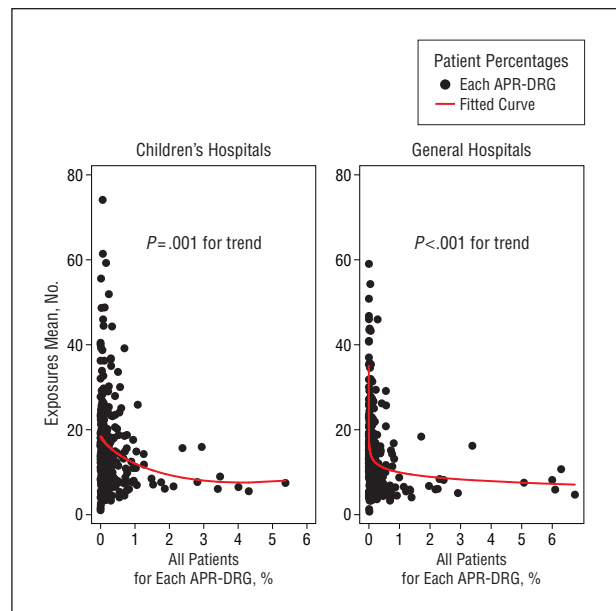 Patient Percentages
Each APR-DRG
Fitted Curve
Children's Hospitals
General Hospitals
80
60
40
20
0
80
60
40
20
0
P=.001 for trend
P<.001 for trend
Exposures Mean, No.
0 1 2 3 4 5 6
0 1 2 3 4 5 6
All Patients
for Each APR-DRG, %
All Patients
for Each APR-DRG, %